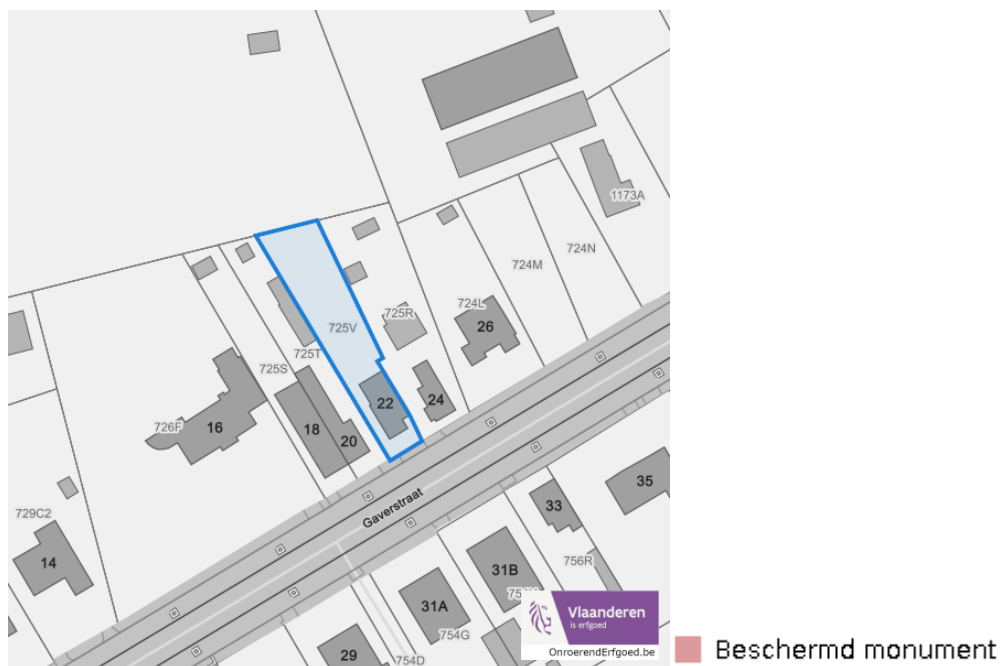 1173A
724N
724M
724L
26
725R
725V
725T
725S
24
22
20
18
16
726F
Gaverstraat
729C2
14
35
33
756R
31B
31A
754G
29
754D
Vlaanderen
is erfgoed
OnroerendErfgoed.be
Beschermd monument